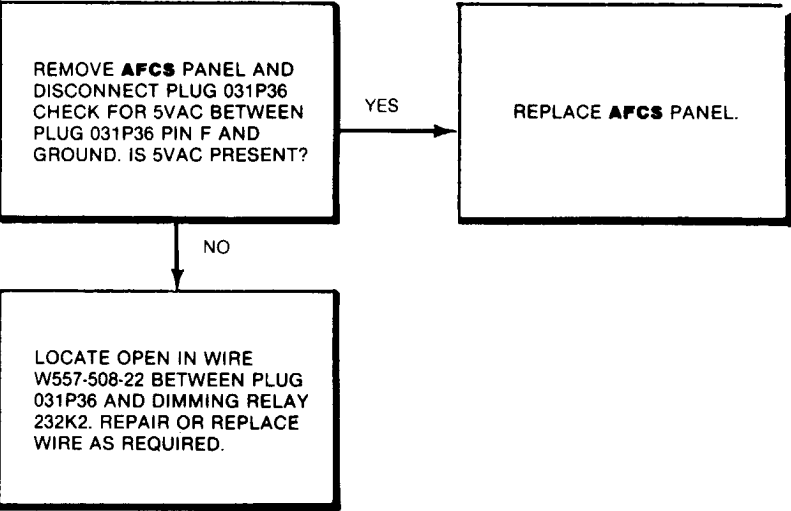 REMOVE AFCS PANEL AND
DISCONNECT PLUG 031P36
CHECK FOR 5VAC BETWEEN
PLUG 031P36 PIN F AND
GROUND. IS 5VAC PRESENT?
YES
REPLACE AFCS PANEL.
NO
LOCATE OPEN IN WIRE
W557-508-22 BETWEEN PLUG
031P36 AND DIMMING RELAY
232K2. REPAIR OR REPLACE
WIRE AS REQUIRED.